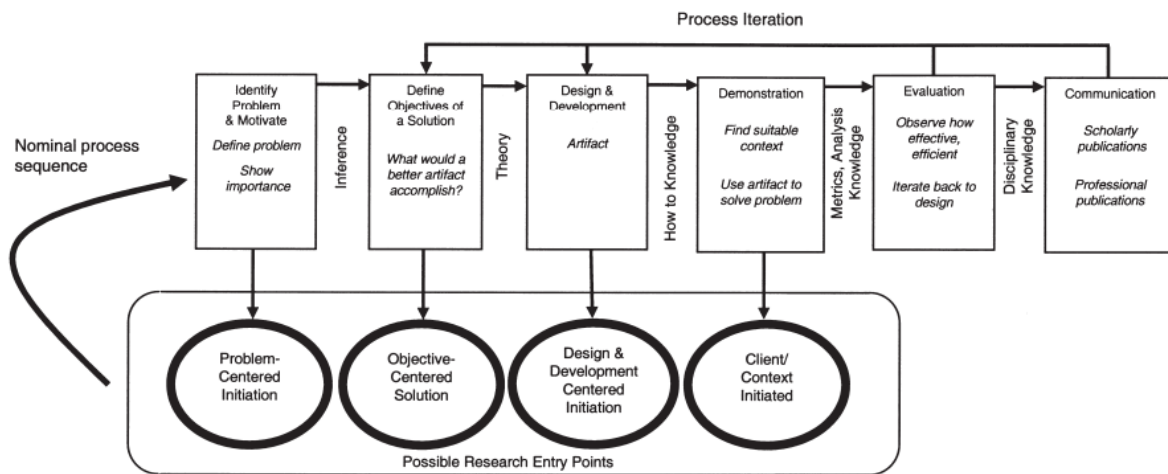 Process Iteration
Nominal process
sequence
Identify
Problem
& Motivate
Define problem
Show
importance
Inference
Define
Objectives of
a Solution
What would a
better artifact
accomplish?
Theory
Design &
Development
Artifact
How to Knowledge
Demonstration
Find suitable
context
Use artifact to
solve problem
Metrics, Analysis
Knowledge
Evaluation
Observe how
effective,
efficient
Iterate back to
design
Disciplinary
Knowledge
Communication
Scholarly
publications
Professional
publications
Problem-
Centered
Initiation
Objective-
Centered
Solution
Design &
Development
Centered
Initiation
Client/
Context
Initiated
Possible Research Entry Points